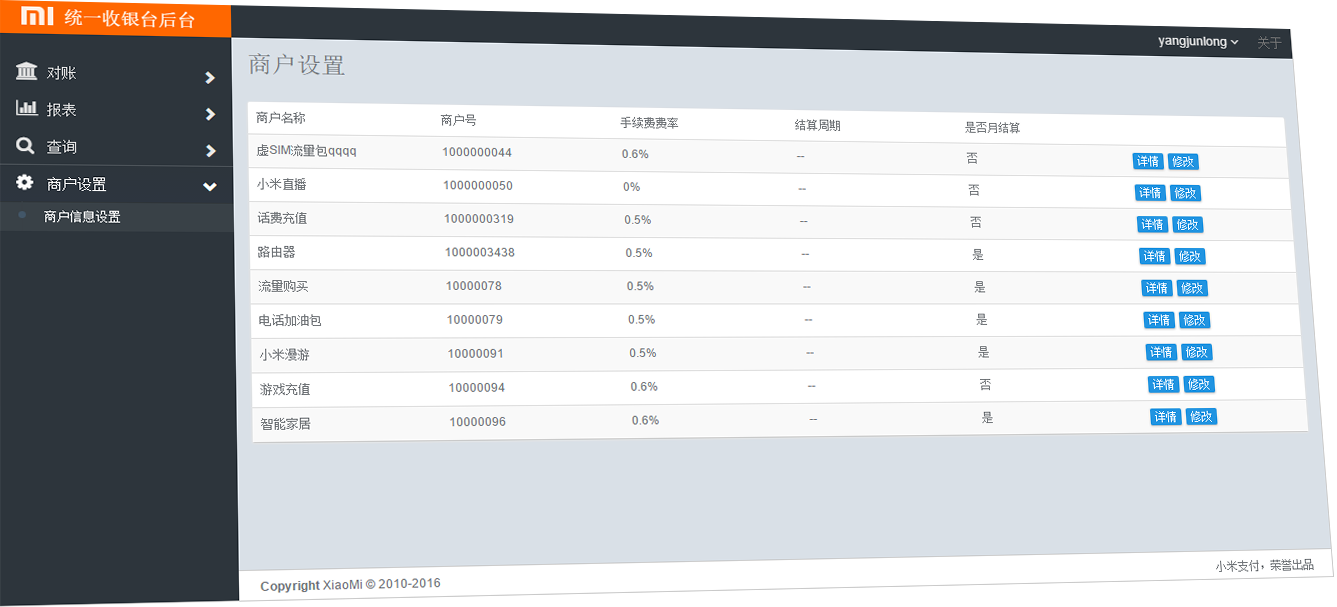 MI 统一收银台后台
yangjunlong 关于
对账
报表
查询
商户设置
商户信息设置
商户设置
商户名称 商户号 手续费费率 结算周期 是否月结算
虚SIM流量包qqqq 1000000044 0.6% -- 否 详情 修改
小米直播 1000000050 0% -- 否 详情 修改
话费充值 1000000319 0.5% -- 否 详情 修改
路由器 1000003438 0.5% -- 是 详情 修改
流量购买 10000078 0.5% -- 是 详情 修改
电话加油包 10000079 0.5% -- 是 详情 修改
小米漫游 10000091 0.5% -- 是 详情 修改
游戏充值 10000094 0.6% -- 否 详情 修改
智能家居 10000096 0.6% -- 是 详情 修改
Copyright XiaoMi © 2010-2016
小米支付，荣誉出品